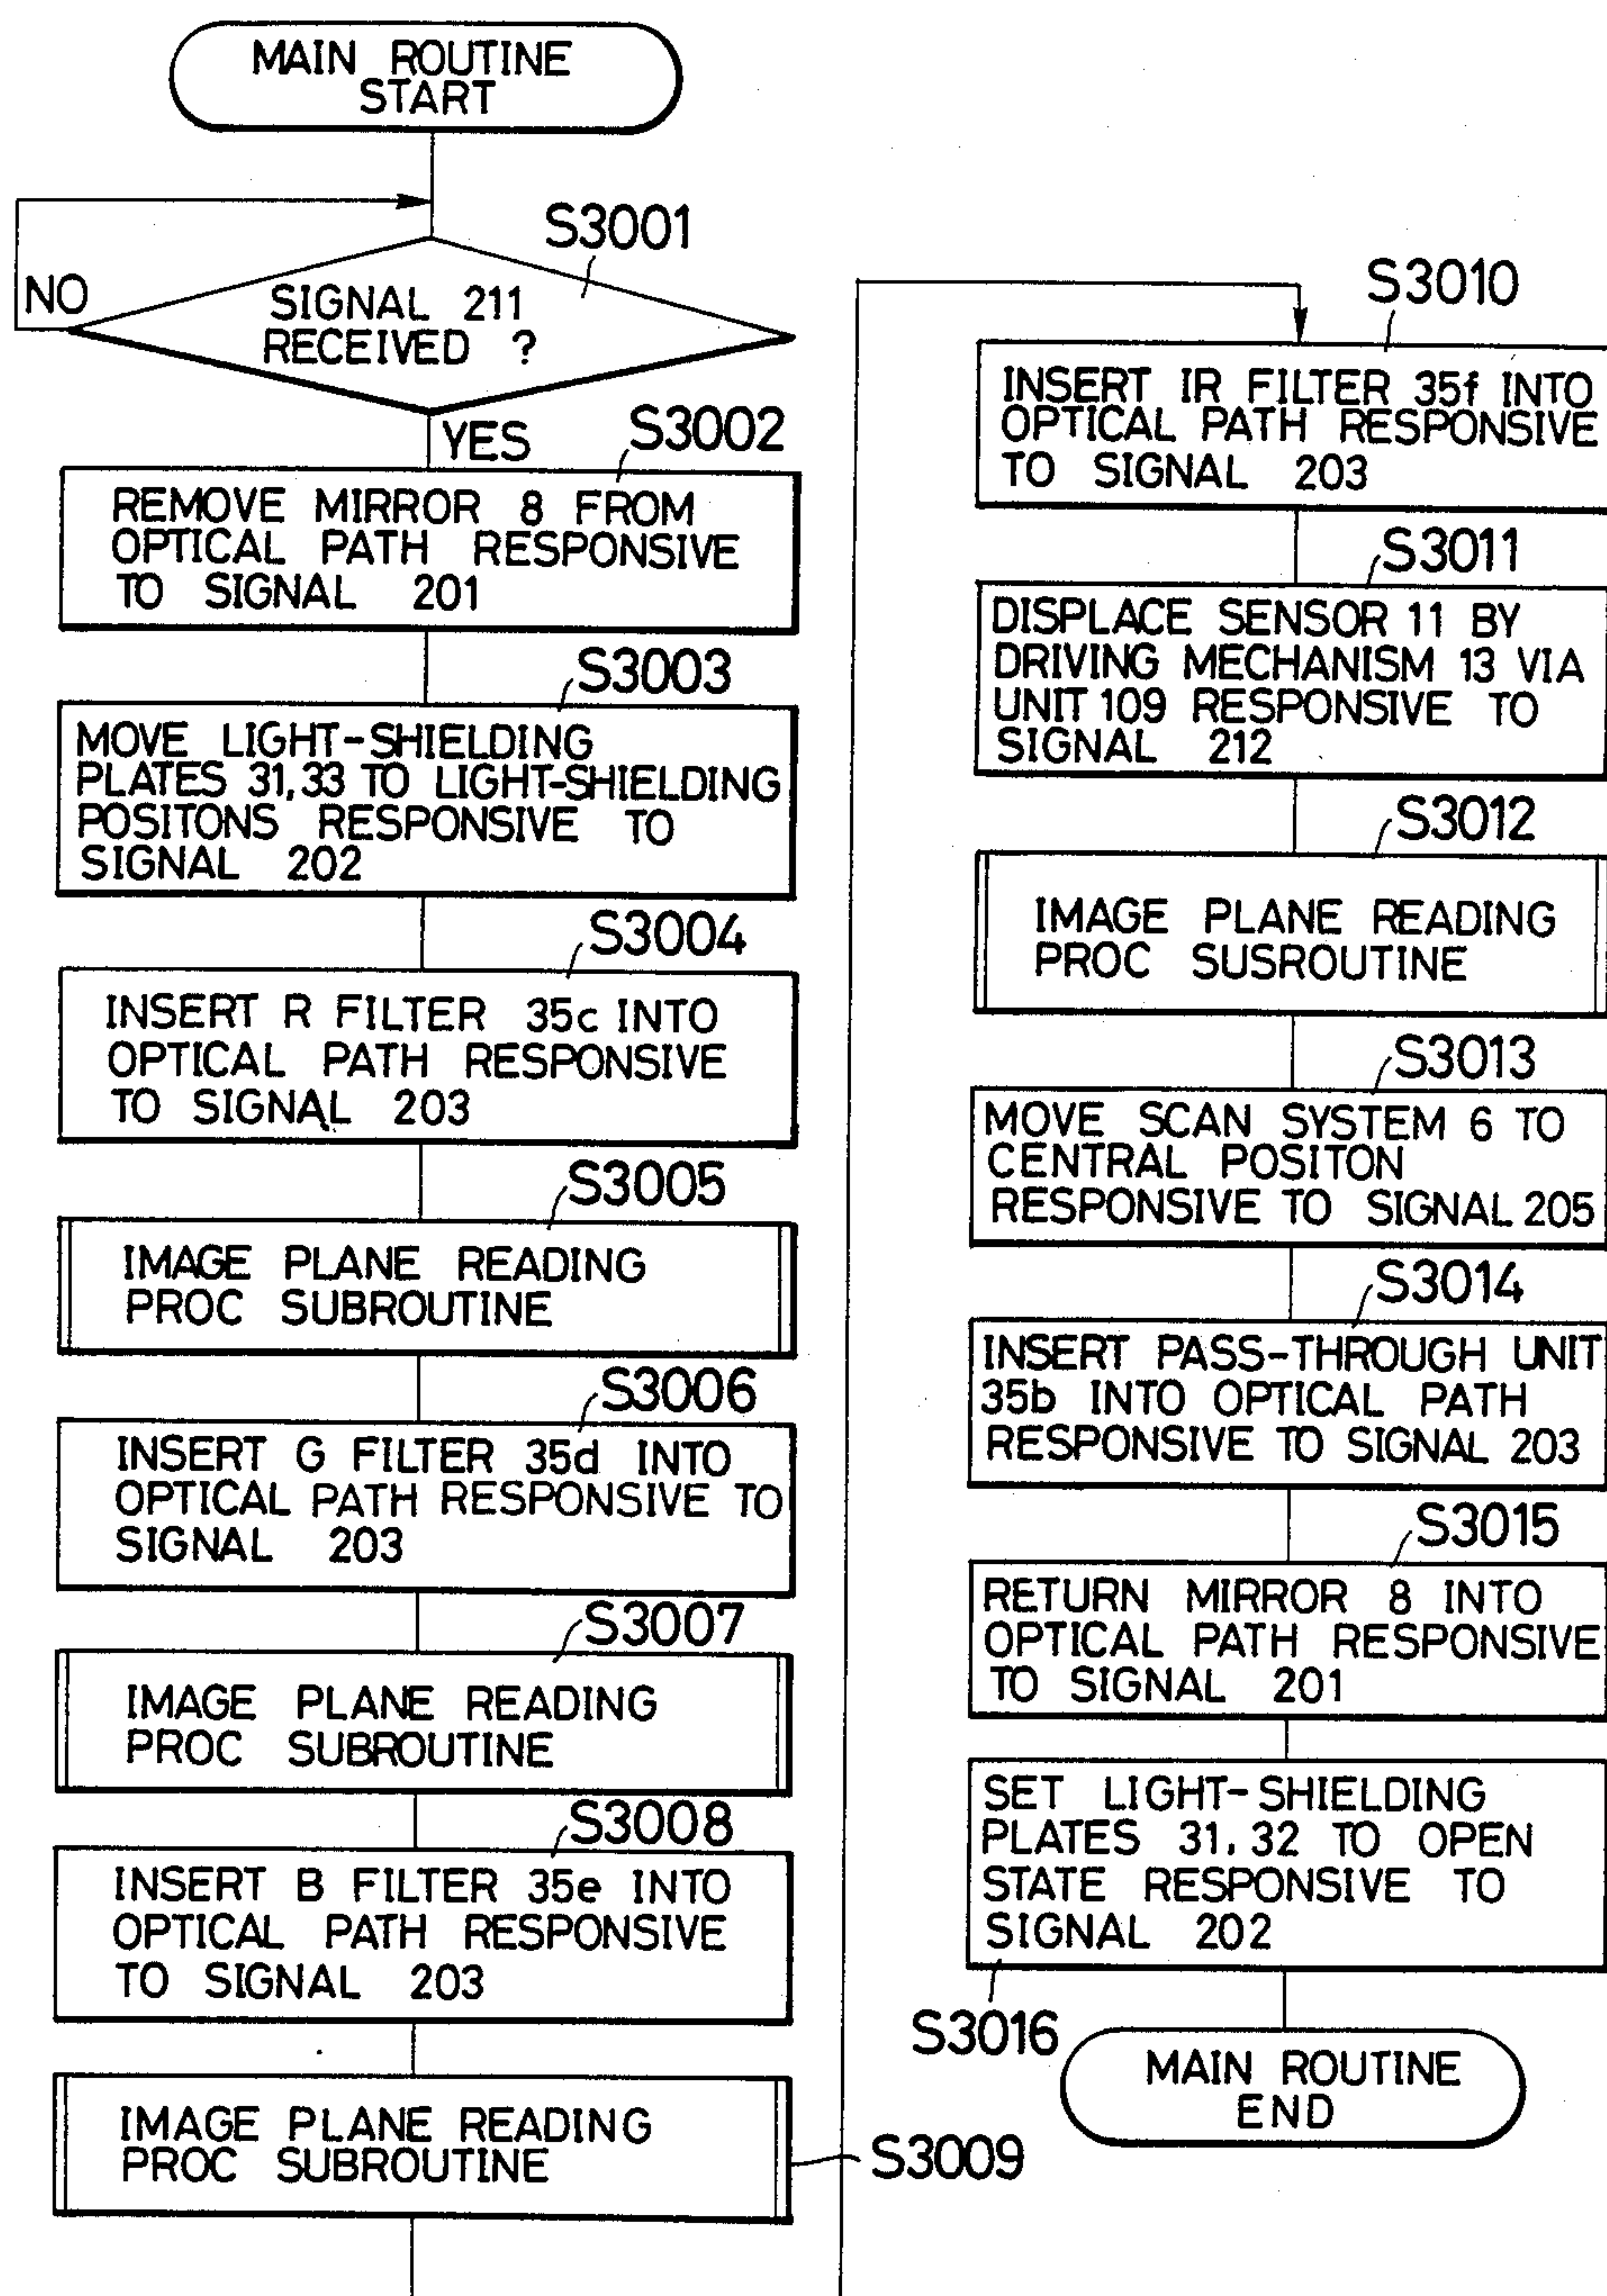 MAIN ROUTINE
START
S3001
NO
SIGNAL 211
RECEIVED ?
YES
S3002
REMOVE MIRROR 8 FROM
OPTICAL PATH RESPONSIVE
TO SIGNAL 201
S3003
MOVE LIGHT-SHIELDING
PLATES 31,33 TO LIGHT-SHIELDING
POSITONS RESPONSIVE TO
SIGNAL 202
S3004
INSERT R FILTER 35c INTO
OPTICAL PATH RESPONSIVE
TO SIGNAL 203
S3005
IMAGE PLANE READING
PROC SUBROUTINE
S3006
INSERT G FILTER 35d INTO
OPTICAL PATH RESPONSIVE TO
SIGNAL 203
S3007
IMAGE PLANE READING
PROC SUBROUTINE
S3008
INSERT B FILTER 35e INTO
OPTICAL PATH RESPONSIVE
TO SIGNAL 203
IMAGE PLANE READING
PROC SUBROUTINE
S3009
S3010
INSERT IR FILTER 35f INTO
OPTICAL PATH RESPONSIVE
TO SIGNAL 203
S3011
DISPLACE SENSOR 11 BY
DRIVING MECHANISM 13 VIA
UNIT 109 RESPONSIVE TO
SIGNAL 212
S3012
IMAGE PLANE READING
PROC SUSROUTINE
S3013
MOVE SCAN SYSTEM 6 TO
CENTRAL POSITON
RESPONSIVE TO SIGNAL 205
S3014
INSERT PASS-THROUGH UNIT
35b INTO OPTICAL PATH
RESPONSIVE TO SIGNAL 203
S3015
RETURN MIRROR 8 INTO
OPTICAL PATH RESPONSIVE
TO SIGNAL 201
SET LIGHT-SHIELDING
PLATES 31,32 TO OPEN
STATE RESPONSIVE TO
SIGNAL 202
S3016
MAIN ROUTINE
END